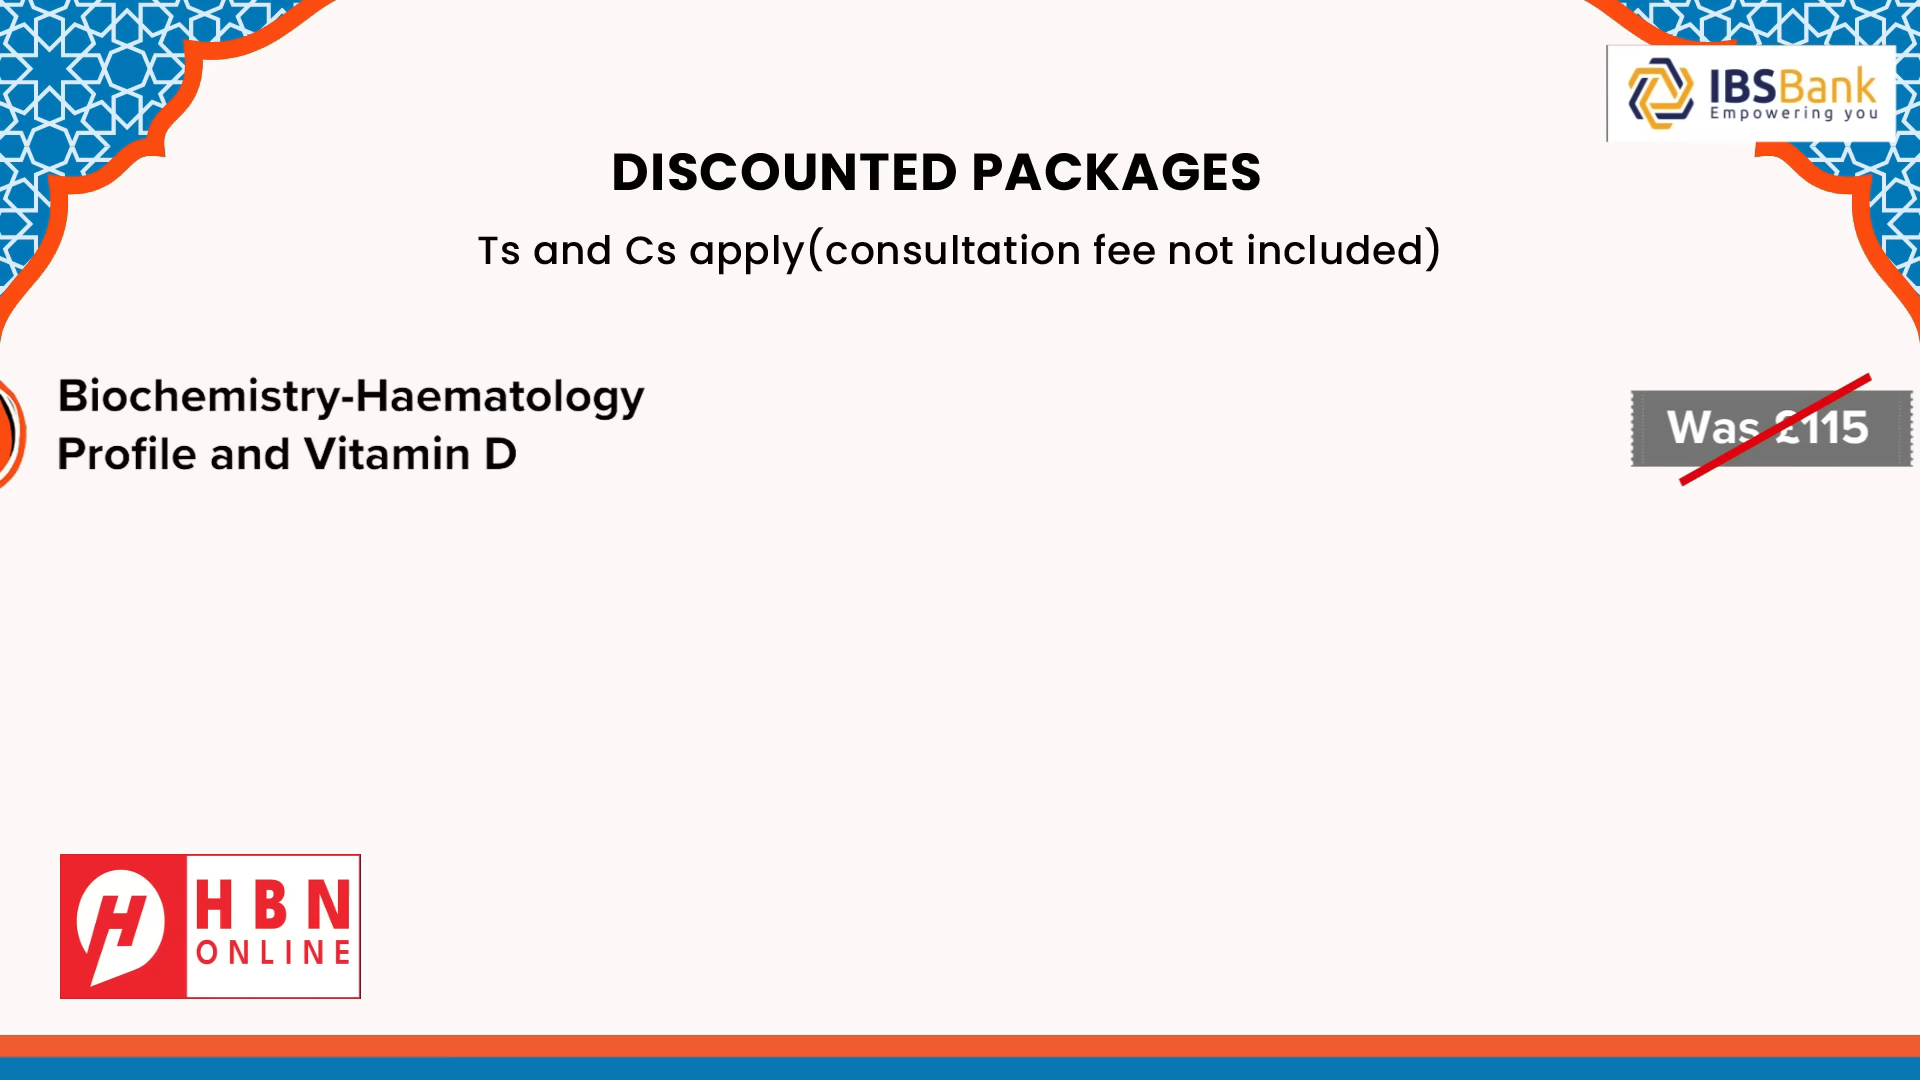 IBSBank
Empowering you
DISCOUNTED PACKAGES
Ts and Cs apply(consultation fee not included)
Biochemistry-Haematology
Profile and Vitamin D
Was £115
H
HBN
ONLINE